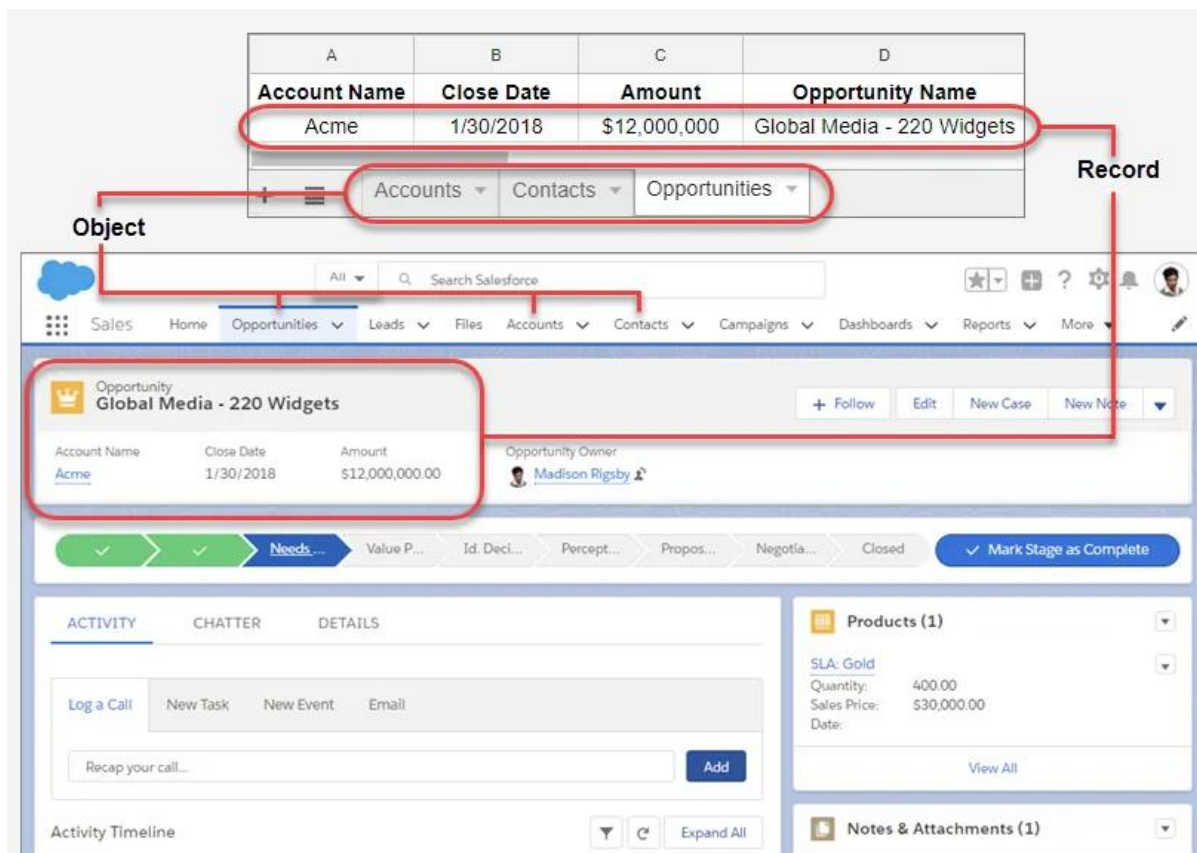 A B C D
Account Name Close Date Amount Opportunity Name
Acme 1/30/2018 $12,000,000 Global Media - 220 Widgets
Record
+ Accounts Contacts Opportunities
Object
All Search Salesforce
?
Sales Home Opportunities Leads Files Accounts Contacts Campaigns Dashboards Reports More
Opportunity
Global Media - 220 Widgets
+ Follow Edit New Case New Note
Account Name Close Date Amount Opportunity Owner
Acme 1/30/2018 $12,000,000.00 Madison Rigsby
Needs ... Value P... Id. Deci... Percept... Propos... Negotia... Closed ✓ Mark Stage as Complete
ACTIVITY CHATTER DETAILS
Products (1)
SLA: Gold
Quantity: 400.00
Sales Price: $30,000.00
Date:
View All
Log a Call New Task New Event Email
Recap your call... Add
Activity Timeline Expand All
Notes & Attachments (1)